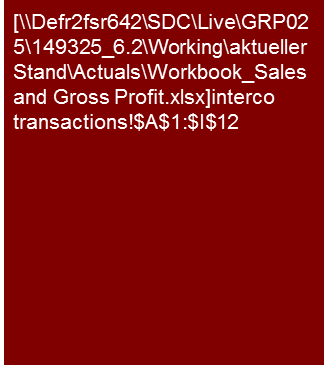 [\\Defr2fsr642\SDC\Live\GRP02
5\149325_6.2\Working\aktueller
Stand\Actuals\Workbook_Sales
and Gross Profit.xlsx]interco
transactions!$A$1:$I$12